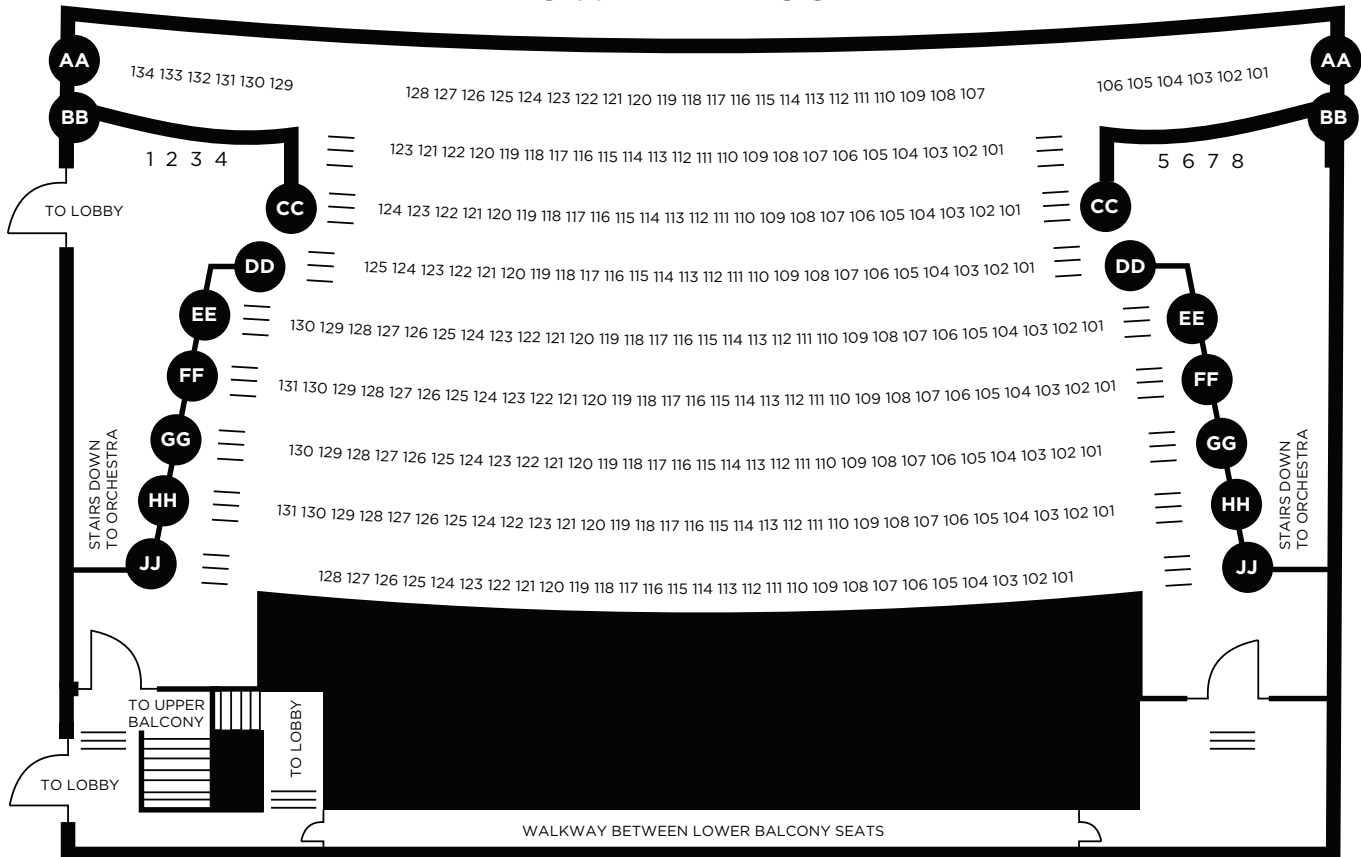 AA 134 133 132 131 130 129 128 127 126 125 124 123 122 121 120 119 118 117 116 115 114 113 112 111 110 109 108 107 106 105 104 103 102 101 AA
BB 123 121 122 120 119 118 117 116 115 114 113 112 111 110 109 108 107 106 105 104 103 102 101 BB
1 2 3 4 5 6 7 8
TO LOBBY
CC 124 123 122 121 120 119 118 117 116 115 114 113 112 111 110 109 108 107 106 105 104 103 102 101 CC
DD 125 124 123 122 121 120 119 118 117 116 115 114 113 112 111 110 109 108 107 106 105 104 103 102 101 DD
EE 130 129 128 127 126 125 124 123 122 121 120 119 118 117 116 115 114 113 112 111 110 109 108 107 106 105 104 103 102 101 EE
FF 131 130 129 128 127 126 125 124 123 122 121 120 119 118 117 116 115 114 113 112 111 110 109 108 107 106 105 104 103 102 101 FF
GG 130 129 128 127 126 125 124 123 122 121 120 119 118 117 116 115 114 113 112 111 110 109 108 107 106 105 104 103 102 101 GG
HH 131 130 129 128 127 126 125 124 122 123 121 120 119 118 117 116 115 114 113 112 111 110 109 108 107 106 105 104 103 102 101 HH
JJ 128 127 126 125 124 123 122 121 120 119 118 117 116 115 114 113 112 111 110 109 108 107 106 105 104 103 102 101 JJ
STAIRS DOWN
TO ORCHESTRA
STAIRS DOWN
TO ORCHESTRA
TO UPPER
BALCONY
TO LOBBY
TO LOBBY
WALKWAY BETWEEN LOWER BALCONY SEATS